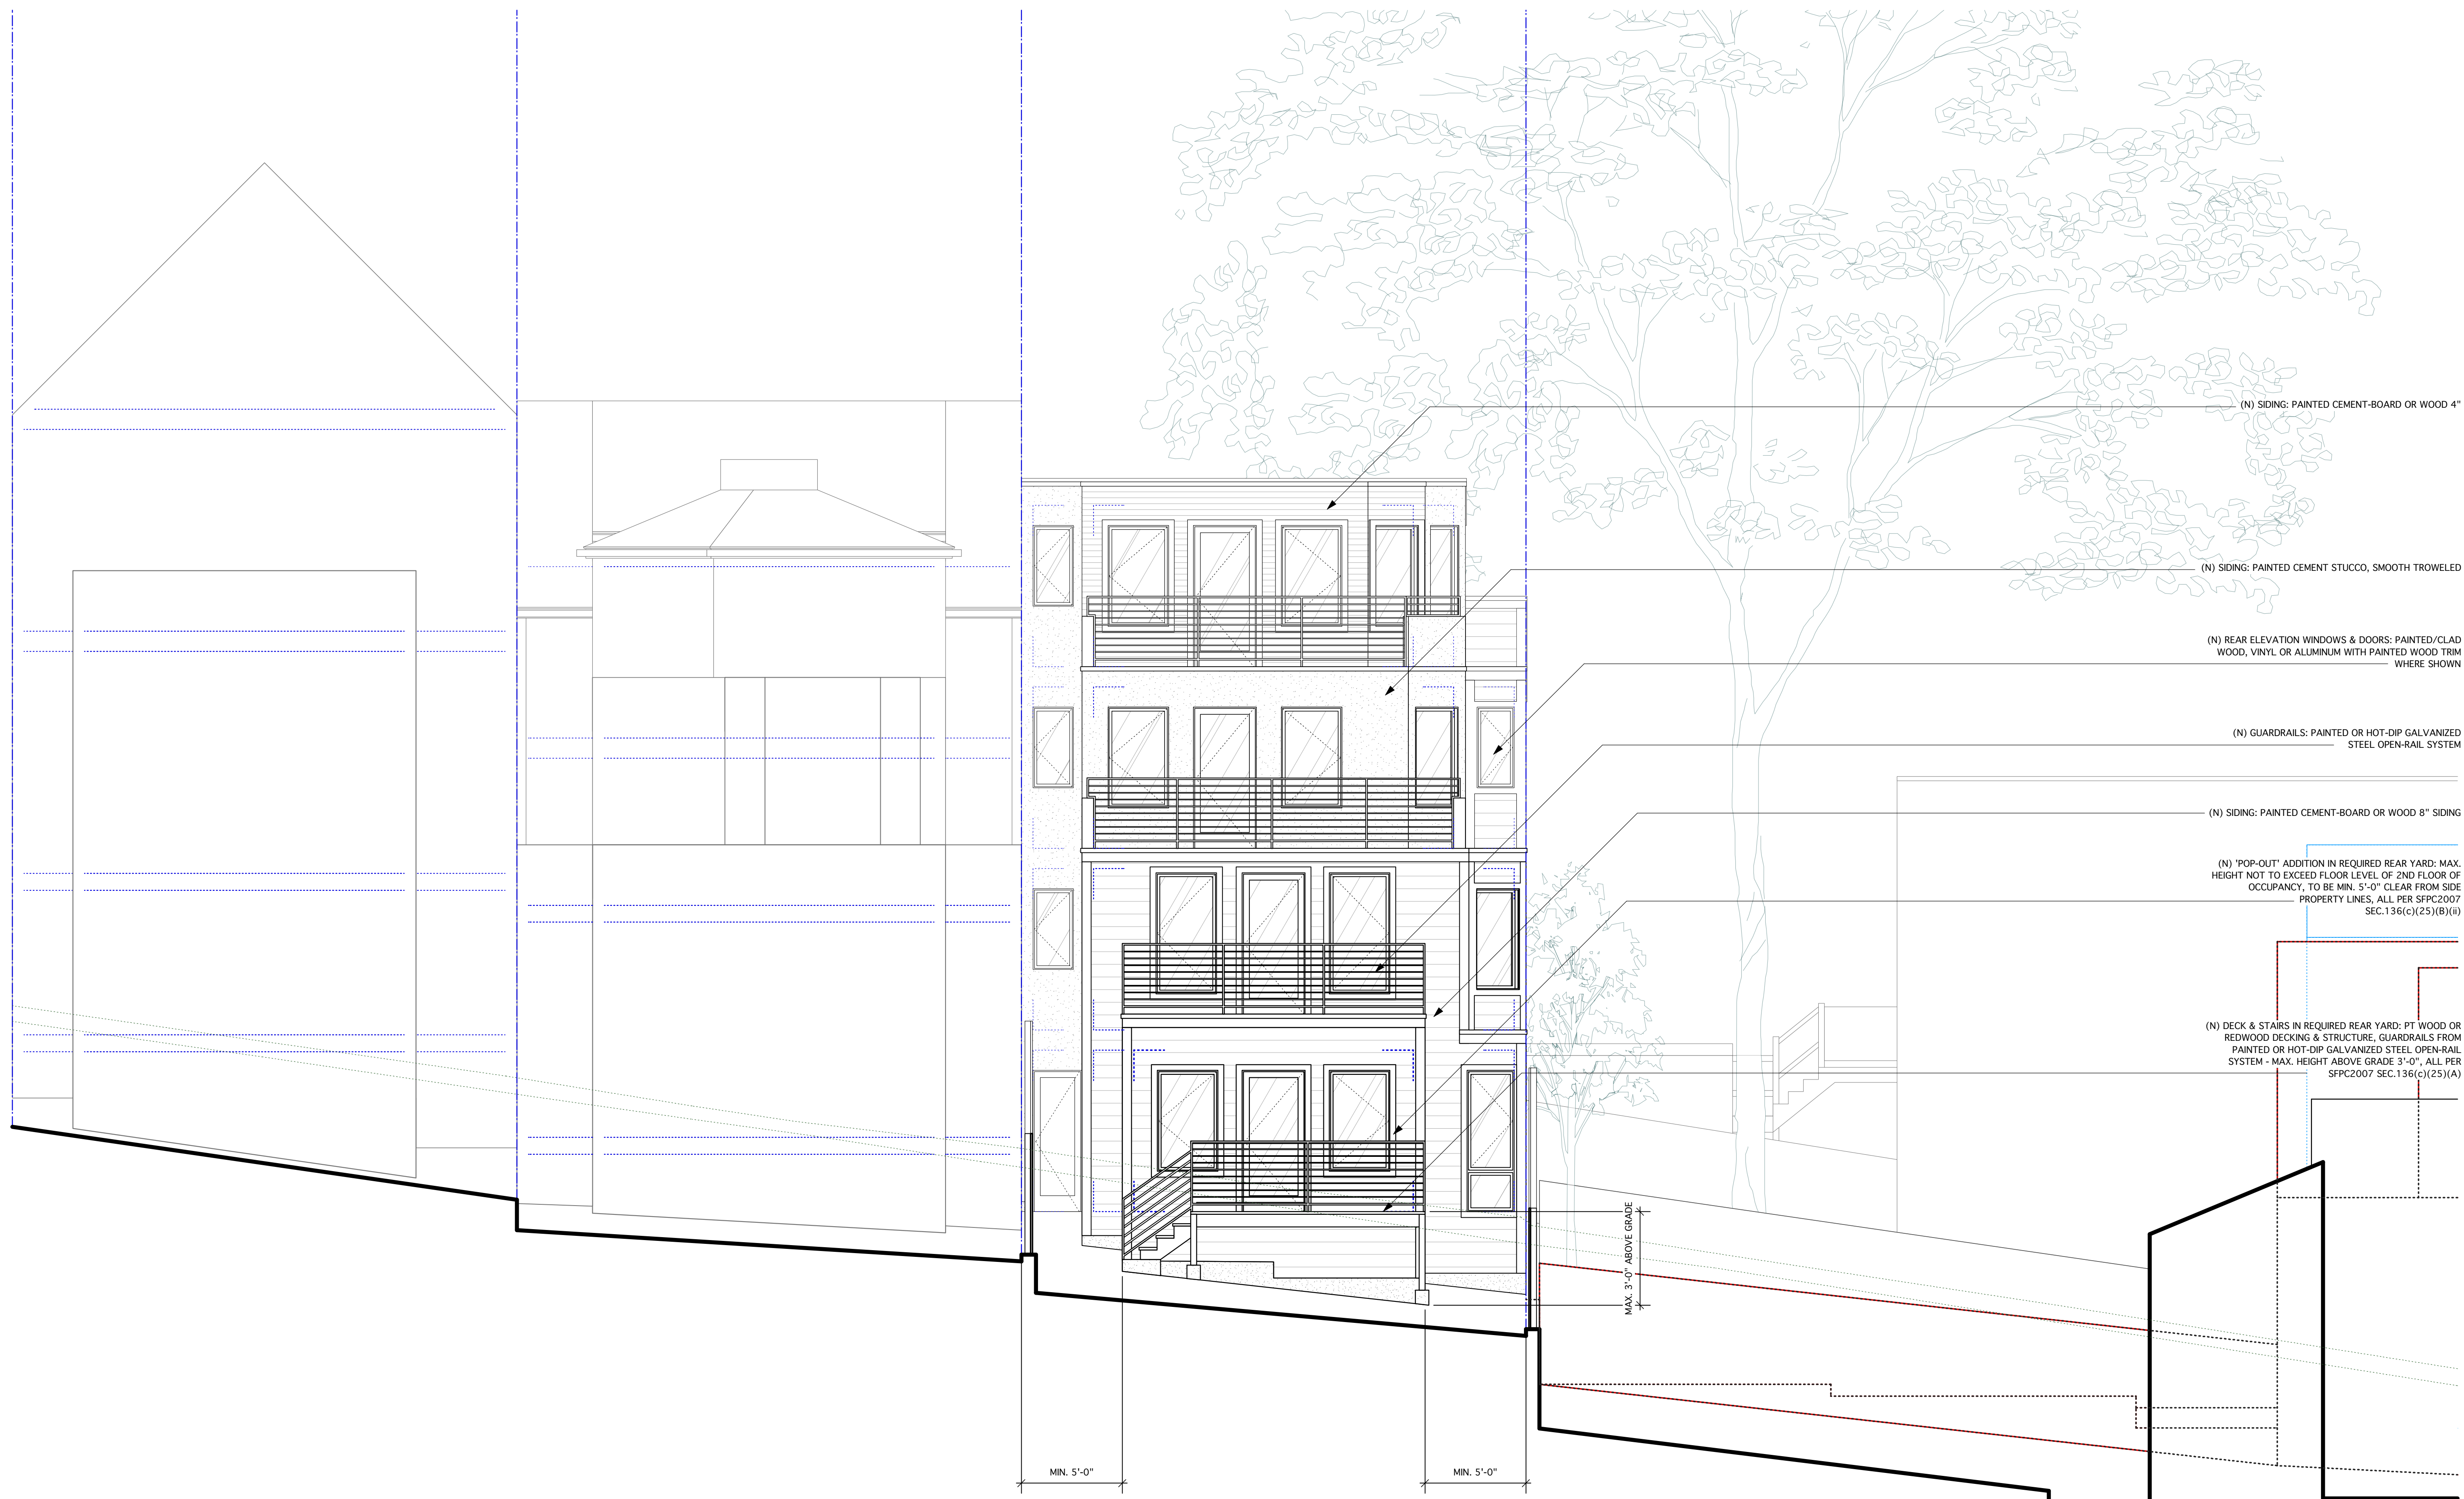 (N) SIDING: PAINTED CEMENT-BOARD OR WOOD 4"
(N) SIDING: PAINTED CEMENT STUCCO, SMOOTH TROWELED
(N) REAR ELEVATION WINDOWS & DOORS: PAINTED/CLAD
WOOD, VINYL OR ALUMINUM WITH PAINTED WOOD TRIM
WHERE SHOWN
(N) GUARDRAILS: PAINTED OR HOT-DIP GALVANIZED
STEEL OPEN-RAIL SYSTEM
(N) SIDING: PAINTED CEMENT-BOARD OR WOOD 8" SIDING
(N) 'POP-OUT' ADDITION IN REQUIRED REAR YARD: MAX.
HEIGHT NOT TO EXCEED FLOOR LEVEL OF 2ND FLOOR OF
OCCUPANCY, TO BE MIN. 5'-0" CLEAR FROM SIDE
PROPERTY LINES, ALL PER SFPC2007
SEC.136(c)(25)(B)(ii)
(N) DECK & STAIRS IN REQUIRED REAR YARD: PT WOOD OR
REDWOOD DECKING & STRUCTURE, GUARDRAILS FROM
PAINTED OR HOT-DIP GALVANIZED STEEL OPEN-RAIL
SYSTEM - MAX. HEIGHT ABOVE GRADE 3'-0", ALL PER
SFPC2007 SEC.136(c)(25)(A)
MAX. 3'-0" ABOVE GRADE
MIN. 5'-0"
MIN. 5'-0"